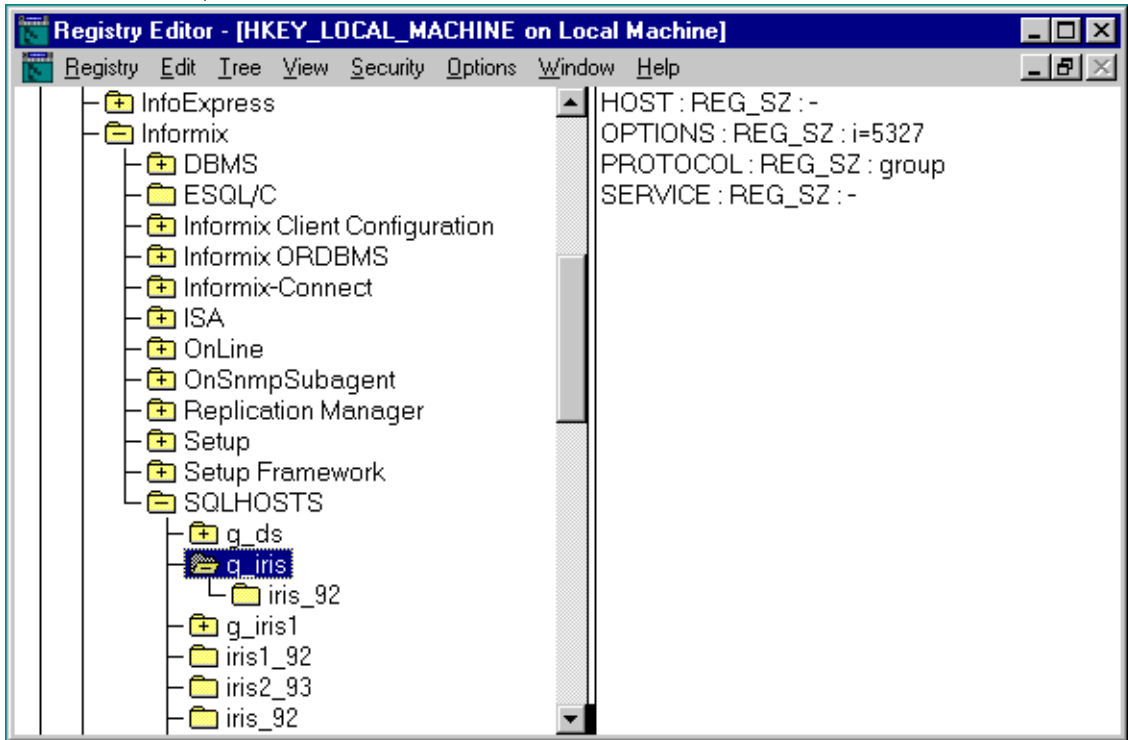 Registry Editor - [HKEY_LOCAL_MACHINE on Local Machine]
Registry Edit Tree View Security Options Window Help
InfoExpress
Informix
DBMS
ESQL/C
Informix Client Configuration
Informix ORDBMS
Informix-Connect
ISA
OnLine
OnSnmpSubagent
Replication Manager
Setup
Setup Framework
SQLHOSTS
g_ds
g_iris
iris_92
g_iris1
iris1_92
iris2_93
iris_92
HOST : REG_SZ : -
OPTIONS : REG_SZ : i=5327
PROTOCOL : REG_SZ : group
SERVICE : REG_SZ : -